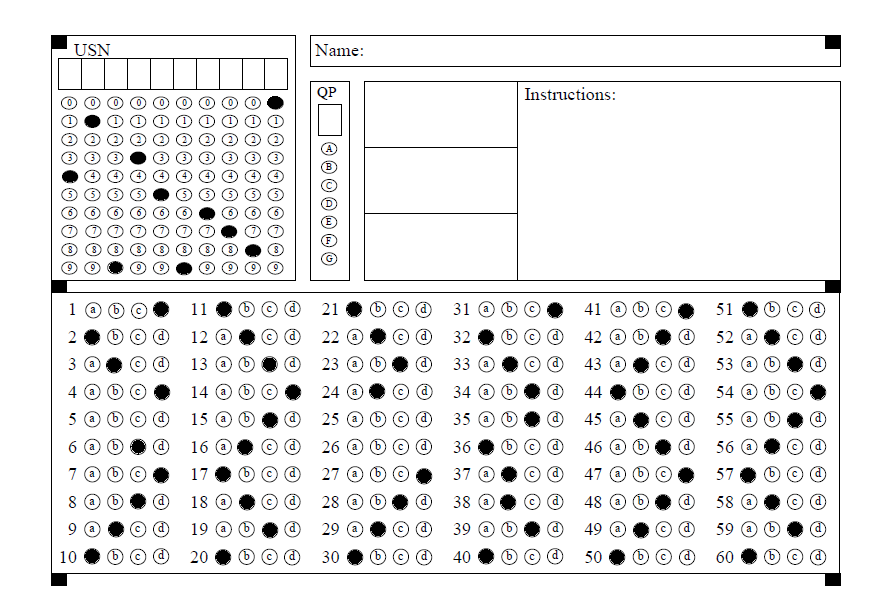 USN
Name:
0 0 0 0 0 0 0 0 0
1 1 1 1 1 1 1 1 1
2 2 2 2 2 2 2 2 2 2
3 3 3 3 3 3 3 3 3
4 4 4 4 4 4 4 4 4
5 5 5 5 5 5 5 5 5
6 6 6 6 6 6 6 6 6
7 7 7 7 7 7 7 7 7
8 8 8 8 8 8 8 8 8
9 9 9 9 9 9 9 9
QP
A
B
C
D
E
F
G
Instructions:
1 a b c 11 b c d 21 b c d 31 a b c 41 a b c 51 b c d
2 b c d 12 a c d 22 a c d 32 b c d 42 a b d 52 a c d
3 a c d 13 a b d 23 a b d 33 a c d 43 a c d 53 a b d
4 a b c 14 a b c 24 a c d 34 a b d 44 b c d 54 a b c
5 a b c d 15 a b d 25 a b c d 35 a b d 45 a c d 55 a b d
6 a b d 16 a c d 26 a b c d 36 b c d 46 a b d 56 a c d
7 a b c 17 b c d 27 a b c 37 a c d 47 a b c 57 b c d
8 a b d 18 a c d 28 a b d 38 a c d 48 a b d 58 a c d
9 a c d 19 a b d 29 a c d 39 a b d 49 a c d 59 a b d
10 b c d 20 b c d 30 b c d 40 b c d 50 b c d 60 b c d